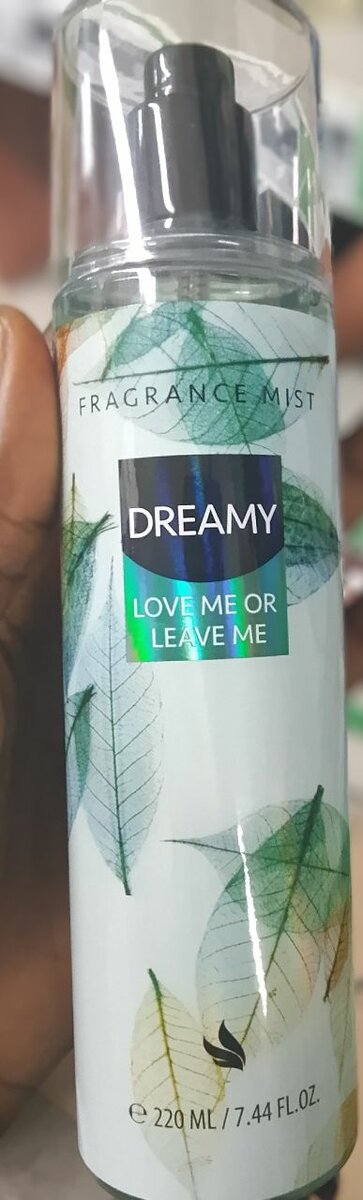 FRAGRANCE MIST
DREAMY
LOVE ME OR
LEAVE ME
℮ 220 ML / 7.44 FL.OZ.